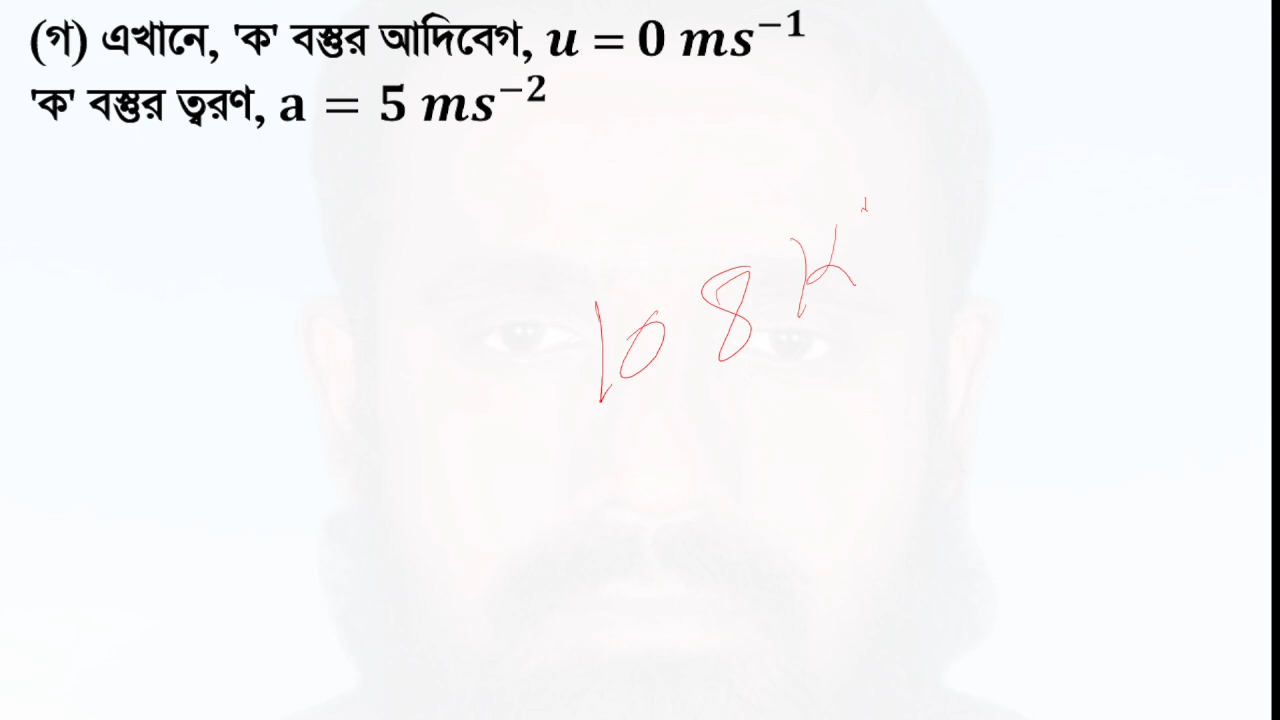 (গ) এখানে, 'ক' বস্তুর আদিবেগ, u = 0 ms⁻¹
'ক' বস্তুর ত্বরণ, a = 5 ms⁻²
108 K